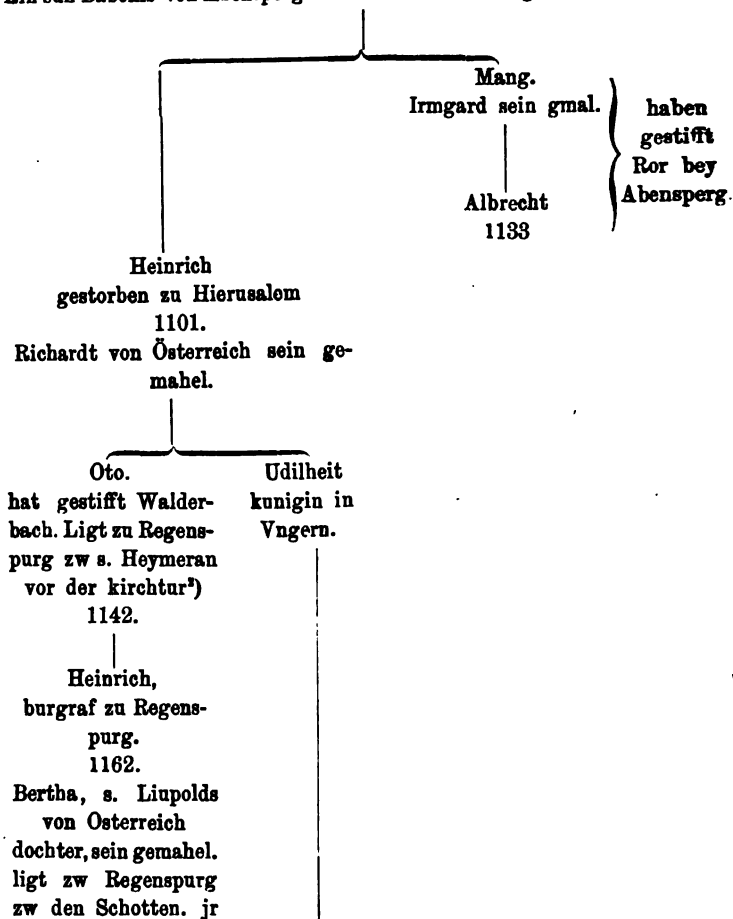 Mang.
Irmgard sein gmal.
haben
gestifft
Ror bey
Abensperg.
Albrecht
1133
Heinrich
gestorben zu Hierusalem
1101.
Richardt von Österreich sein ge-
mahel.
Oto.
hat gestifft Walder-
bach. Ligt zu Regens-
purg zw s. Heymeran
vor der kirchtur²)
1142.
Udilheit
kunigin in
Vngern.
Heinrich,
burgraf zu Regens-
purg.
1162.
Bertha, s. Liupolds
von Osterreich
dochter, sein gemahel.
ligt zw Regenspurg
zw den Schotten. jr